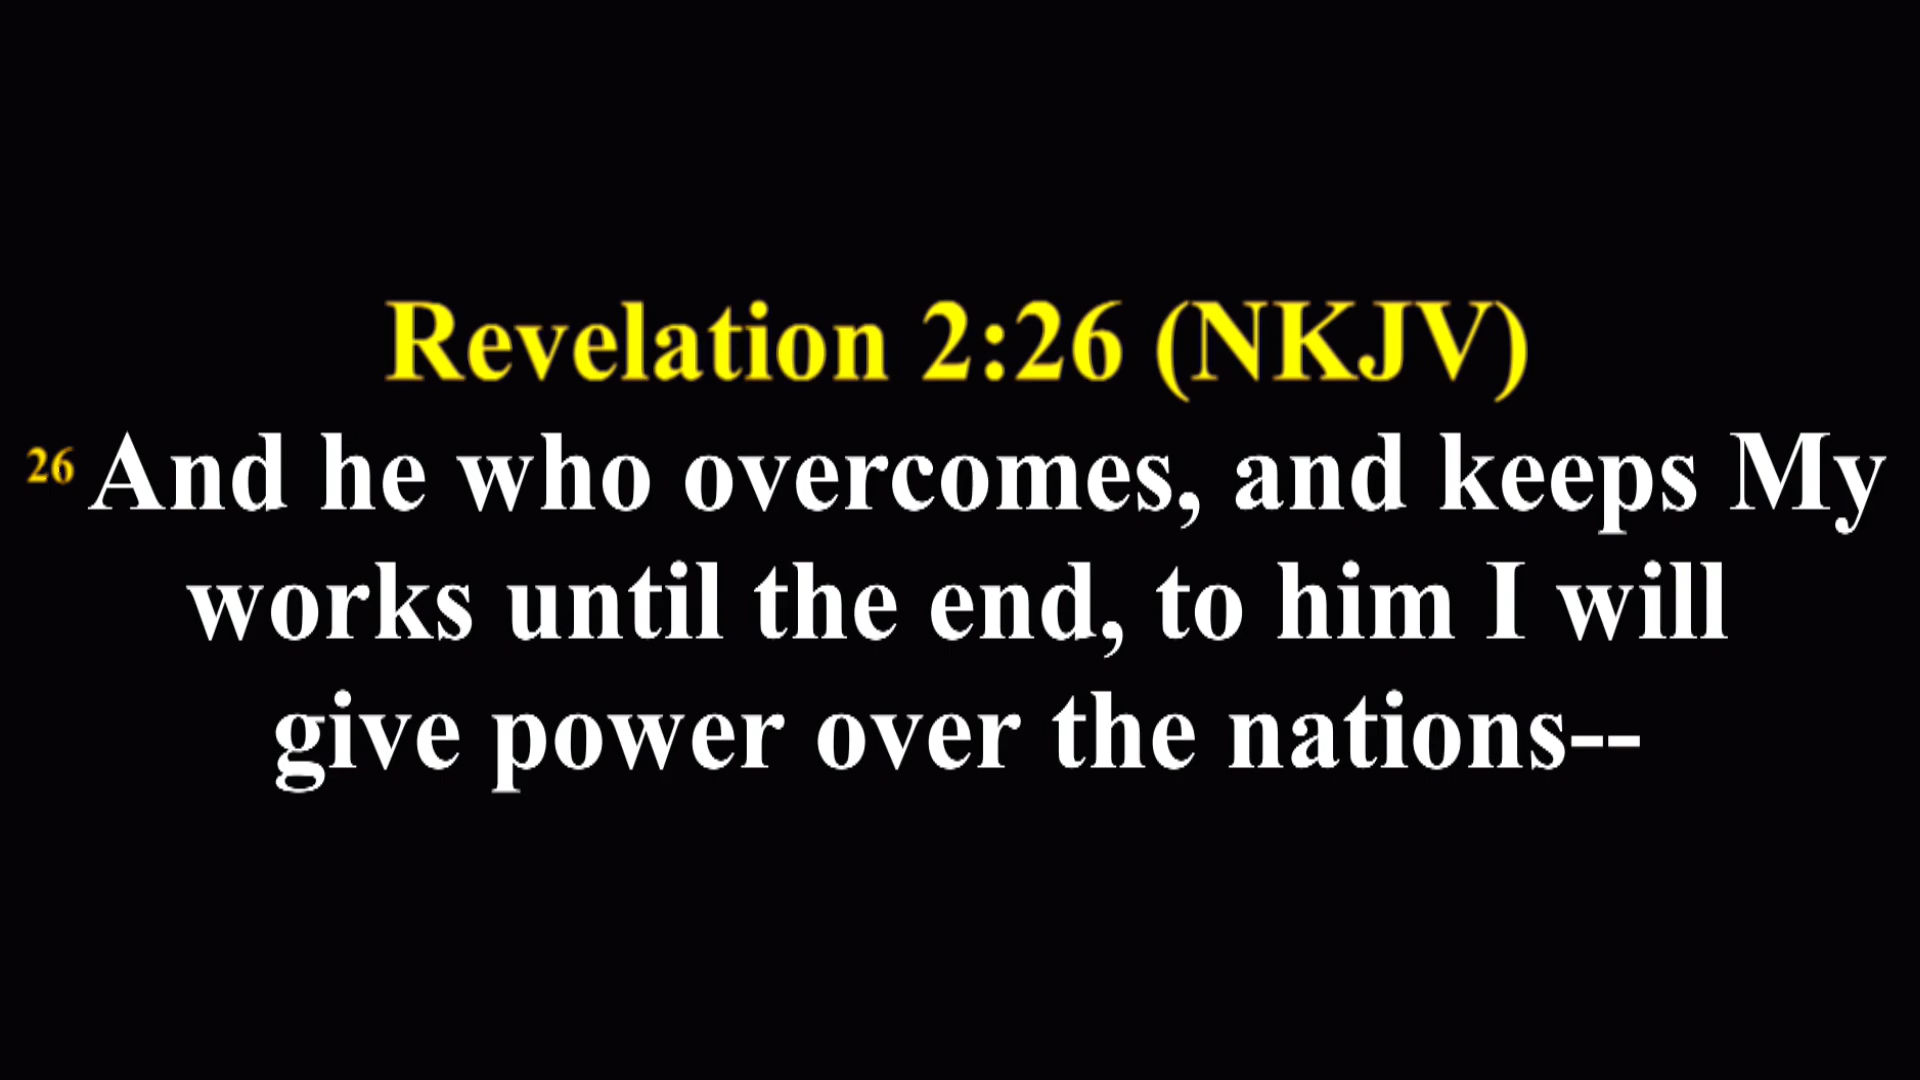 Revelation 2:26 (NKJV)
26 And he who overcomes, and keeps My
works until the end, to him I will
give power over the nations--